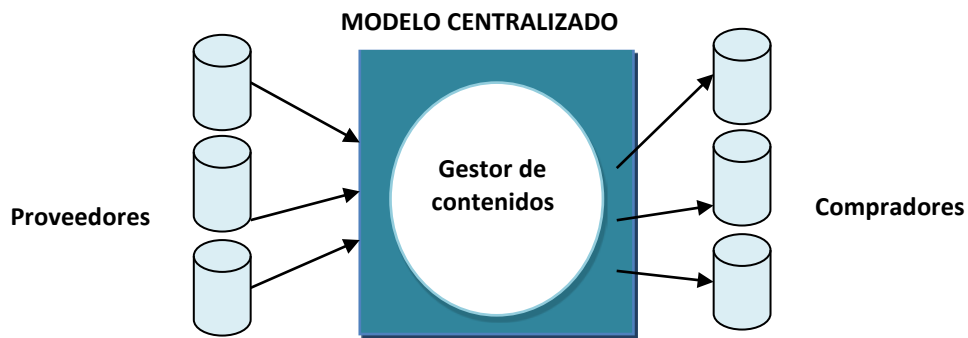 MODELO CENTRALIZADO
Proveedores
Gestor de
contenidos
Compradores